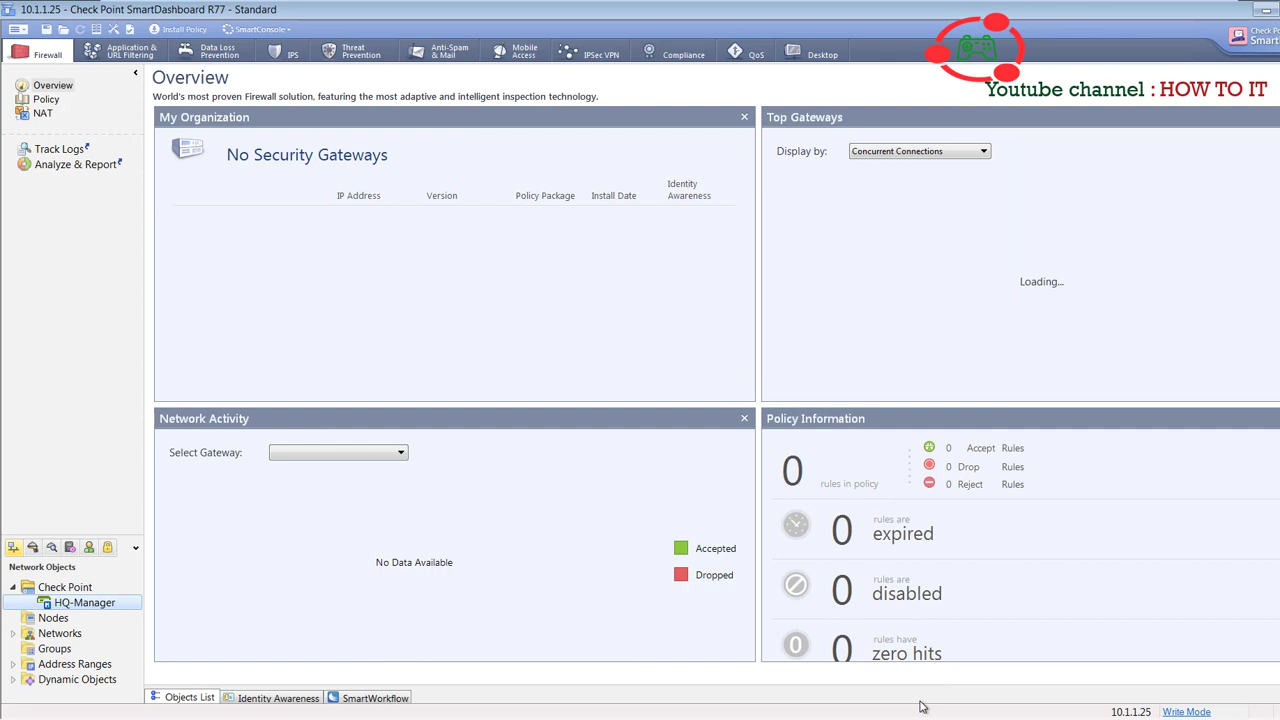 10.1.1.25 - Check Point SmartDashboard R77 - Standard
Install Policy
SmartConsole
Check Po
Smart
Firewall
Application &
URL Filtering
Data Loss
Prevention
IPS
Threat
Prevention
Anti-Spam
& Mail
Mobile
Access
IPSec VPN
Compliance
QoS
Desktop
Youtube channel : HOW TO IT
Overview
Policy
NAT
Track Logs
Analyze & Report
Overview
World's most proven Firewall solution, featuring the most adaptive and intelligent inspection technology.
My Organization
No Security Gateways
IP Address Version Policy Package Install Date Identity
Awareness
Top Gateways
Display by: Concurrent Connections
Loading...
Network Activity
Select Gateway:
No Data Available
Accepted
Dropped
Policy Information
0 rules in policy
0 Accept Rules
0 Drop Rules
0 Reject Rules
0 rules are
expired
0 rules are
disabled
0 0 rules have
zero hits
Network Objects
Check Point
HQ-Manager
Nodes
Networks
Groups
Address Ranges
Dynamic Objects
Objects List Identity Awareness SmartWorkflow
10.1.1.25 Write Mode